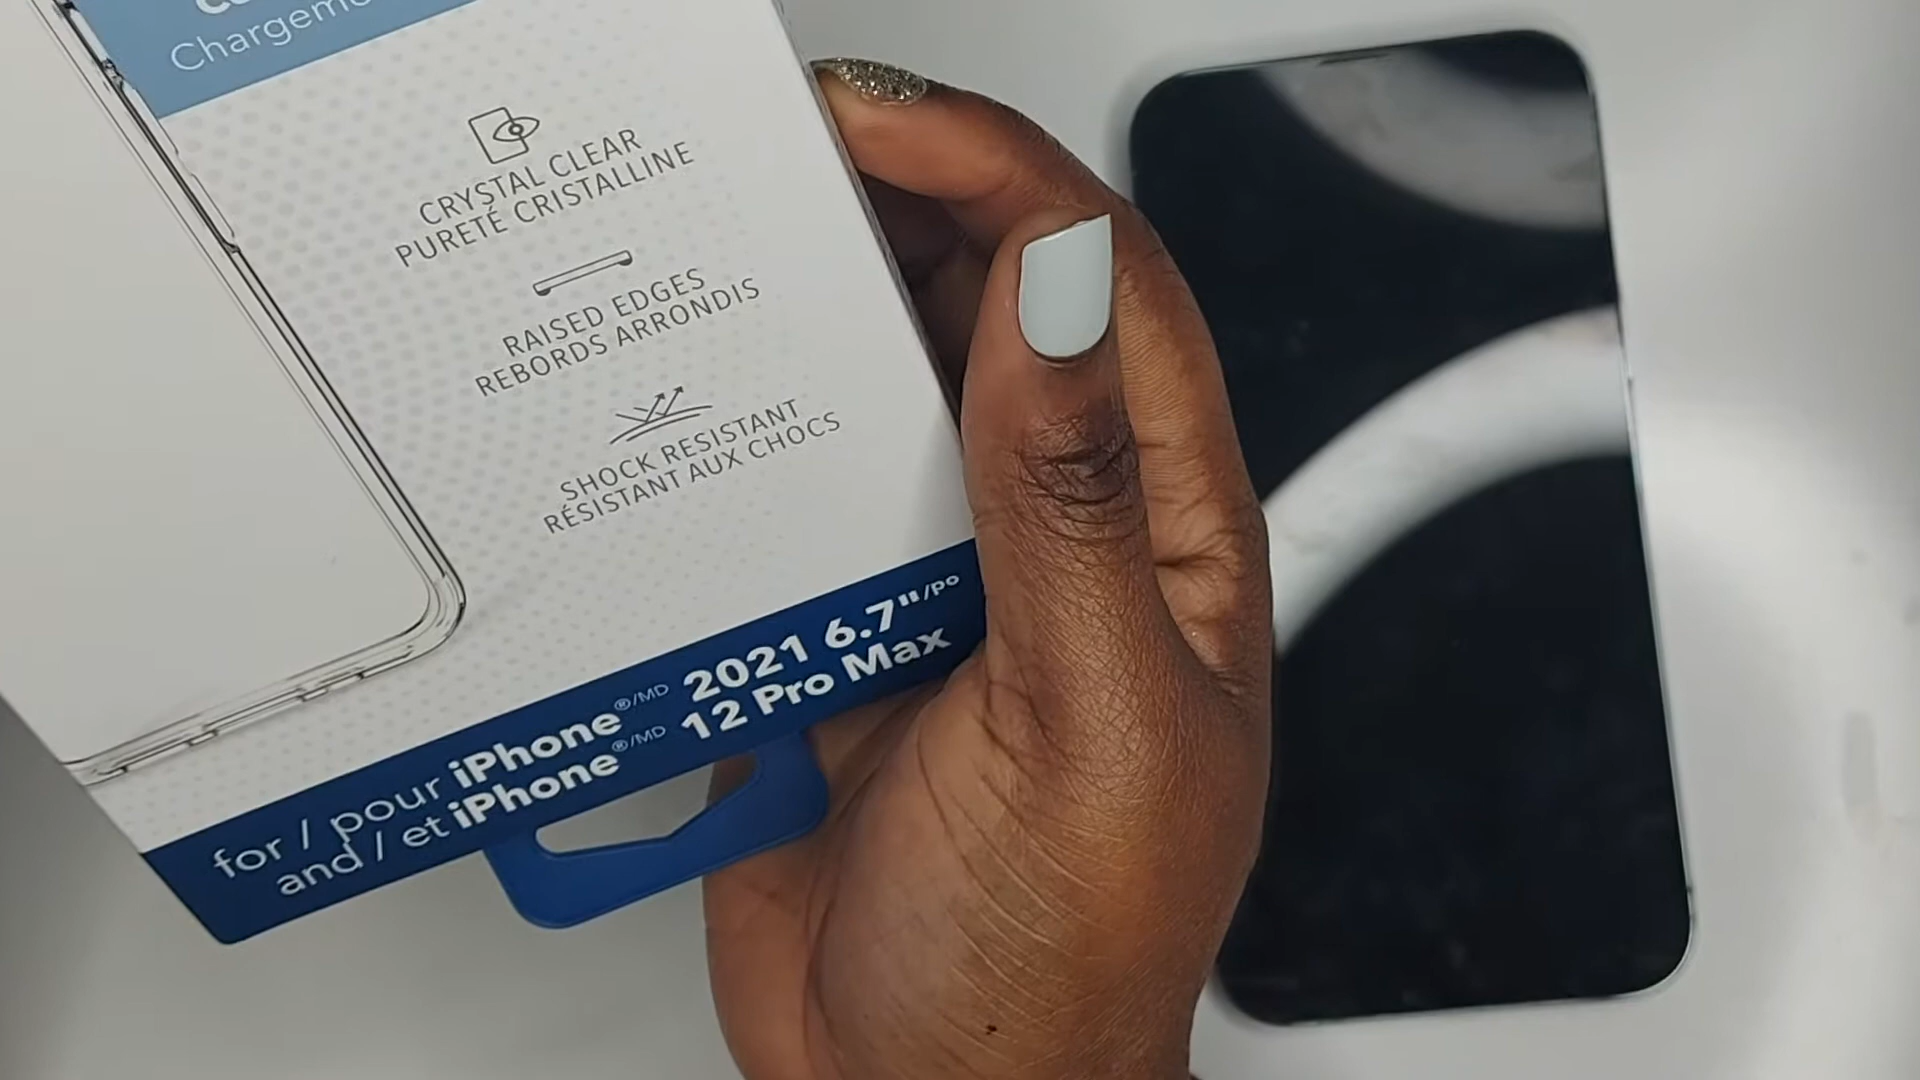 CRYSTAL CLEAR
PURETÉ CRISTALLINE
RAISED EDGES
REBORDS ARRONDIS
SHOCK RESISTANT
RÉSISTANT AUX CHOCS
for / pour iPhone®/MD 2021 6.7"/po
and / et iPhone®/MD 12 Pro Max